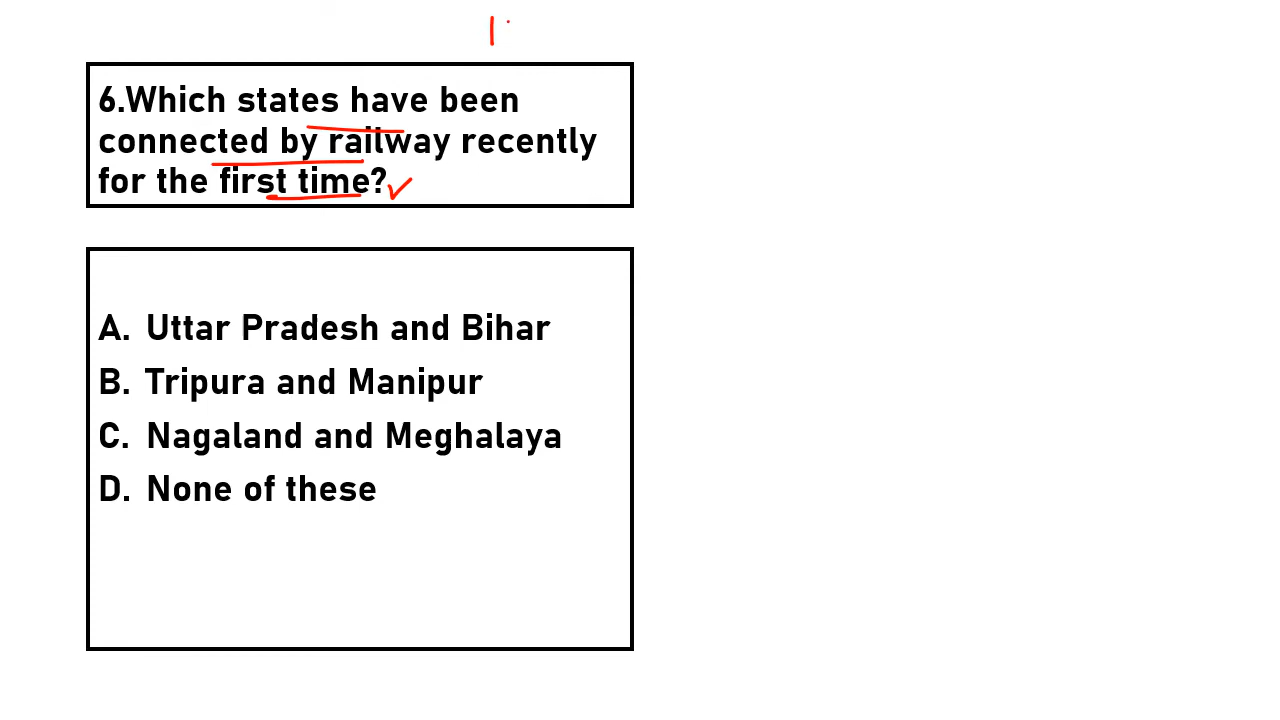 6.Which states have been
connected by railway recently
for the first time?
A. Uttar Pradesh and Bihar
B. Tripura and Manipur
C. Nagaland and Meghalaya
D. None of these